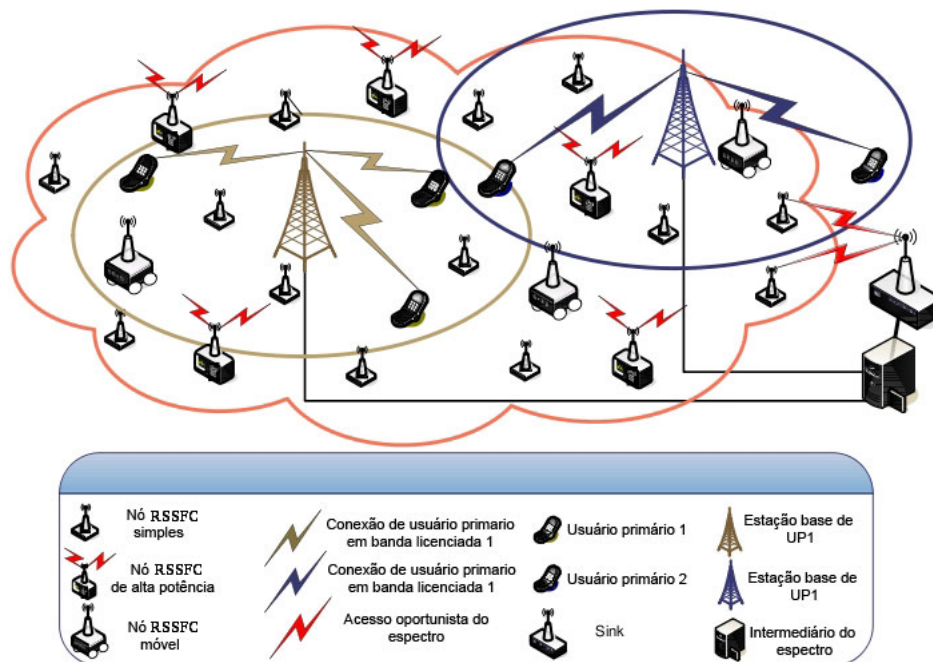 Nó RSSFC
simples
Nó RSSFC
de alta potência
Nó RSSFC
móvel
Conexão de usuário primario
em banda licenciada 1
Conexão de usuário primario
em banda licenciada 1
Acesso oportunista do
espectro
Usuário primário 1
Usuário primário 2
Sink
Estação base de
UP1
Estação base de
UP1
Intermediário do
espectro